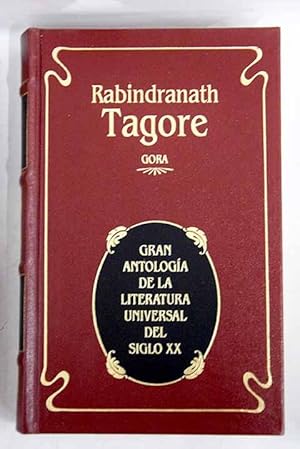 Rabindranath
Tagore
GORA
GRAN
ANTOLOGÍA
DE LA
LITERATURA
UNIVERSAL
DEL
SIGLO XX